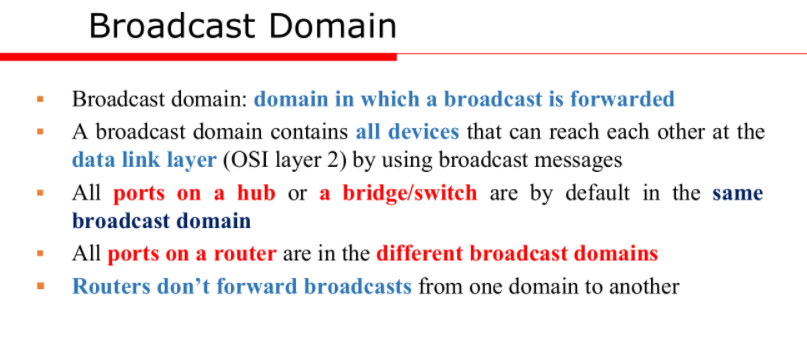 Broadcast Domain
▪ Broadcast domain: domain in which a broadcast is forwarded
▪ A broadcast domain contains all devices that can reach each other at the
data link layer (OSI layer 2) by using broadcast messages
▪ All ports on a hub or a bridge/switch are by default in the same
broadcast domain
▪ All ports on a router are in the different broadcast domains
▪ Routers don’t forward broadcasts from one domain to another